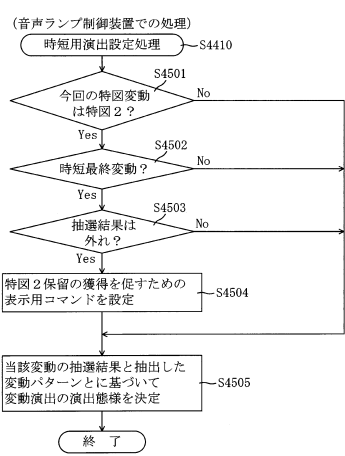 (音声ランプ制御装置での処理)
時短用演出設定処理
S4410
S4501
今回の特図変動
は特図2?
No
Yes
S4502
時短最終変動?
No
Yes
S4503
抽選結果は
外れ?
No
Yes
特図2保留の獲得を促すための
表示用コマンドを設定
S4504
当該変動の抽選結果と抽出した
変動パターンとに基づいて
変動演出の演出態様を決定
S4505
終 了